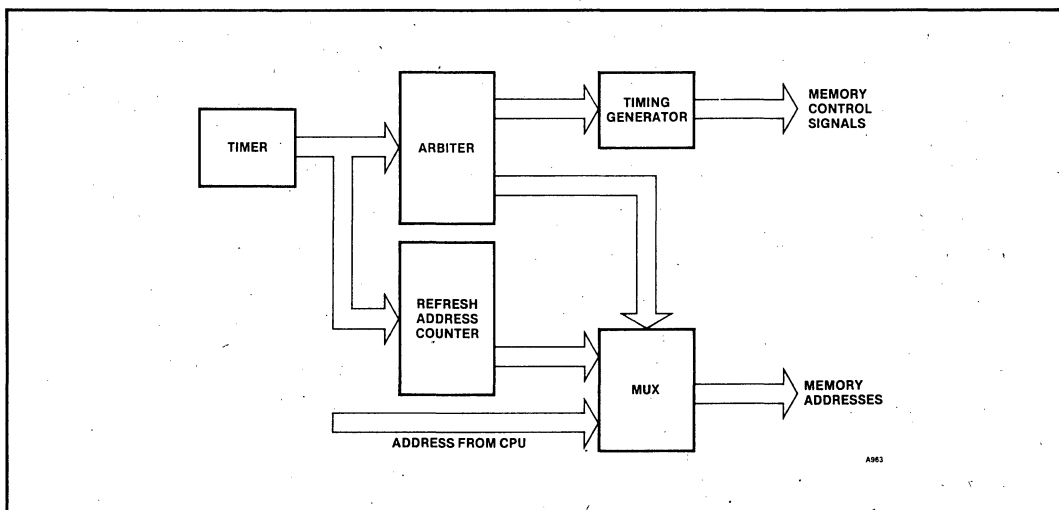 TIMER
ARBITER
TIMING
GENERATOR
MEMORY
CONTROL
SIGNALS
REFRESH
ADDRESS
COUNTER
MUX
MEMORY
ADDRESSES
ADDRESS FROM CPU
A963